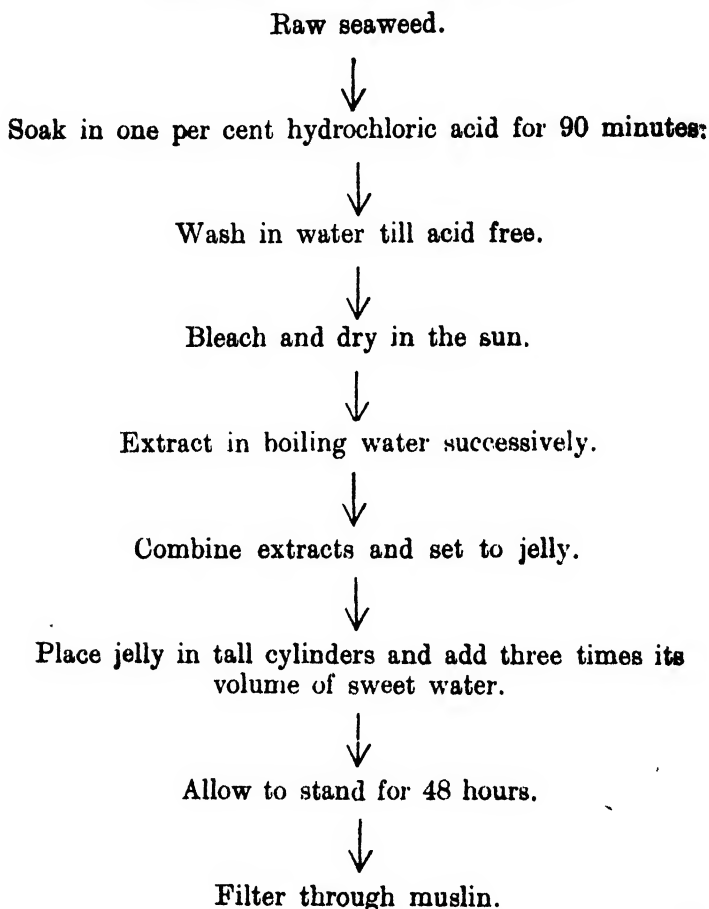 Raw seaweed.
Soak in one per cent hydrochloric acid for 90 minutes:
Wash in water till acid free.
Bleach and dry in the sun.
Extract in boiling water successively.
Combine extracts and set to jelly.
Place jelly in tall cylinders and add three times its
volume of sweet water.
Allow to stand for 48 hours.
Filter through muslin.